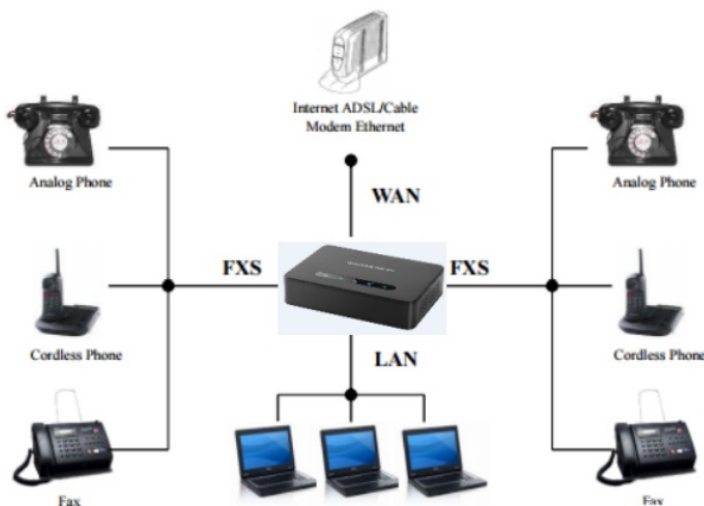 Internet ADSL/Cable
Modem Ethernet
Analog Phone
Analog Phone
WAN
FXS
FXS
Cordless Phone
Cordless Phone
LAN
Fax
Fax